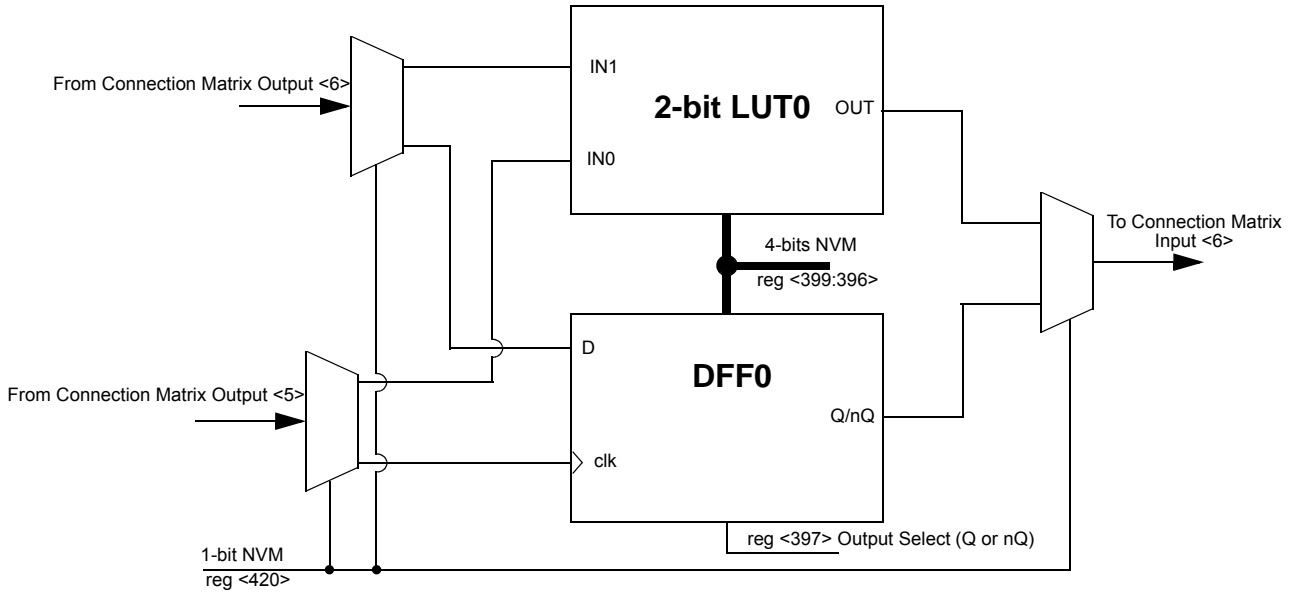 From Connection Matrix Output <6>
IN1
2-bit LUT0
OUT
IN0
To Connection Matrix
Input <6>
4-bits NVM
reg <399:396>
D
DFF0
From Connection Matrix Output <5>
Q/nQ
clk
reg <397> Output Select (Q or nQ)
1-bit NVM
reg <420>